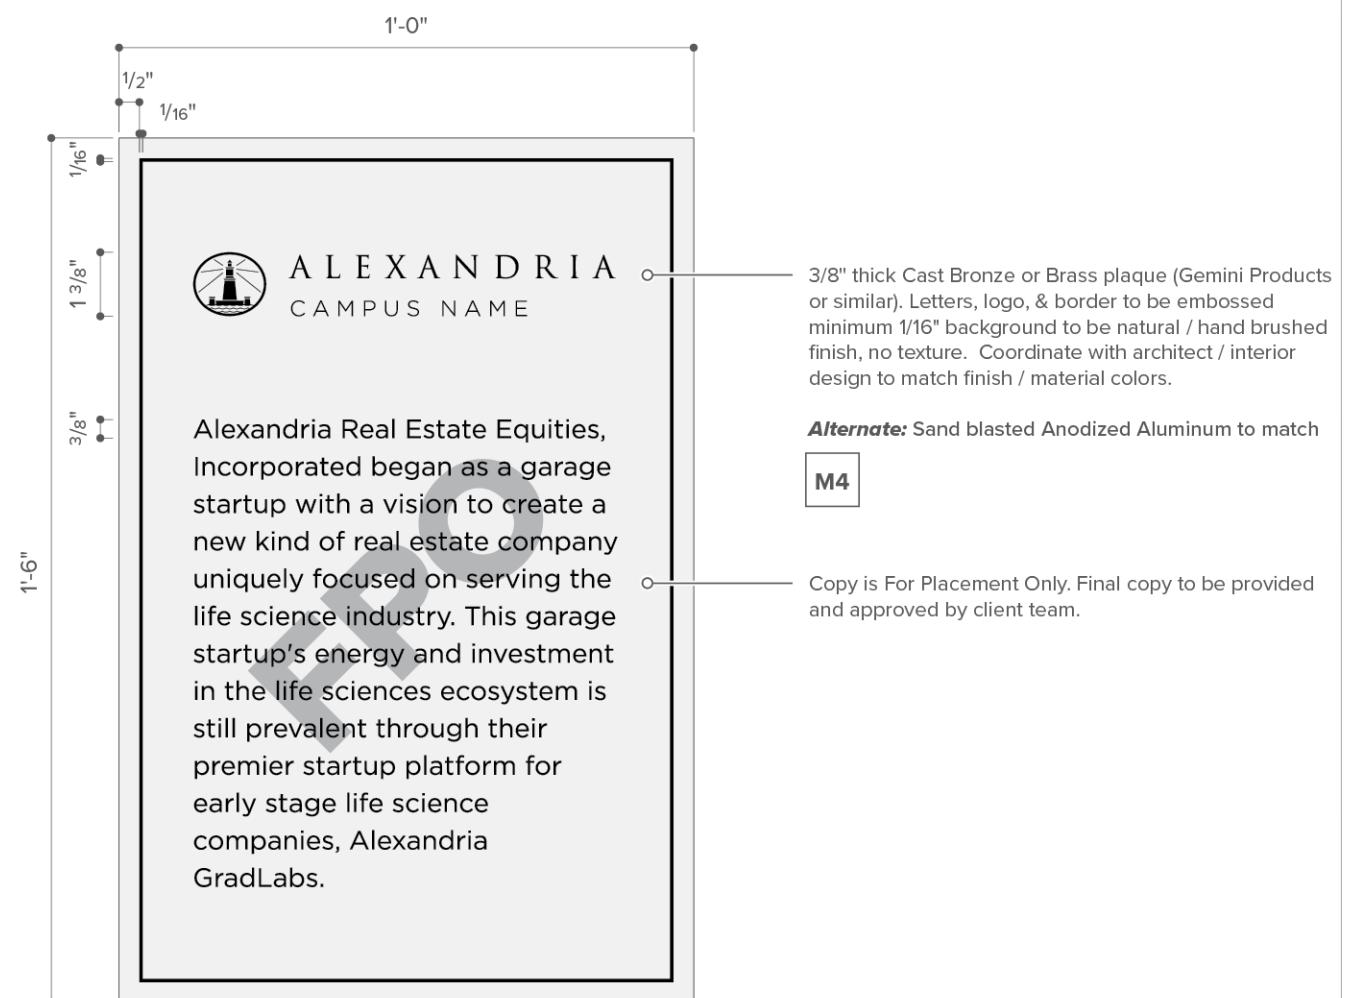 1'-0"
1/2"
1/16"
1/16"
1 3/8"
3/8"
1'-6"
ALEXANDRIA
CAMPUS NAME
Alexandria Real Estate Equities,
Incorporated began as a garage
startup with a vision to create a
new kind of real estate company
uniquely focused on serving the
life science industry. This garage
startup's energy and investment
in the life sciences ecosystem is
still prevalent through their
premier startup platform for
early stage life science
companies, Alexandria
GradLabs.
FPO
3/8" thick Cast Bronze or Brass plaque (Gemini Products
or similar). Letters, logo, & border to be embossed
minimum 1/16" background to be natural / hand brushed
finish, no texture.  Coordinate with architect / interior
design to match finish / material colors.
Alternate: Sand blasted Anodized Aluminum to match
M4
Copy is For Placement Only. Final copy to be provided
and approved by client team.